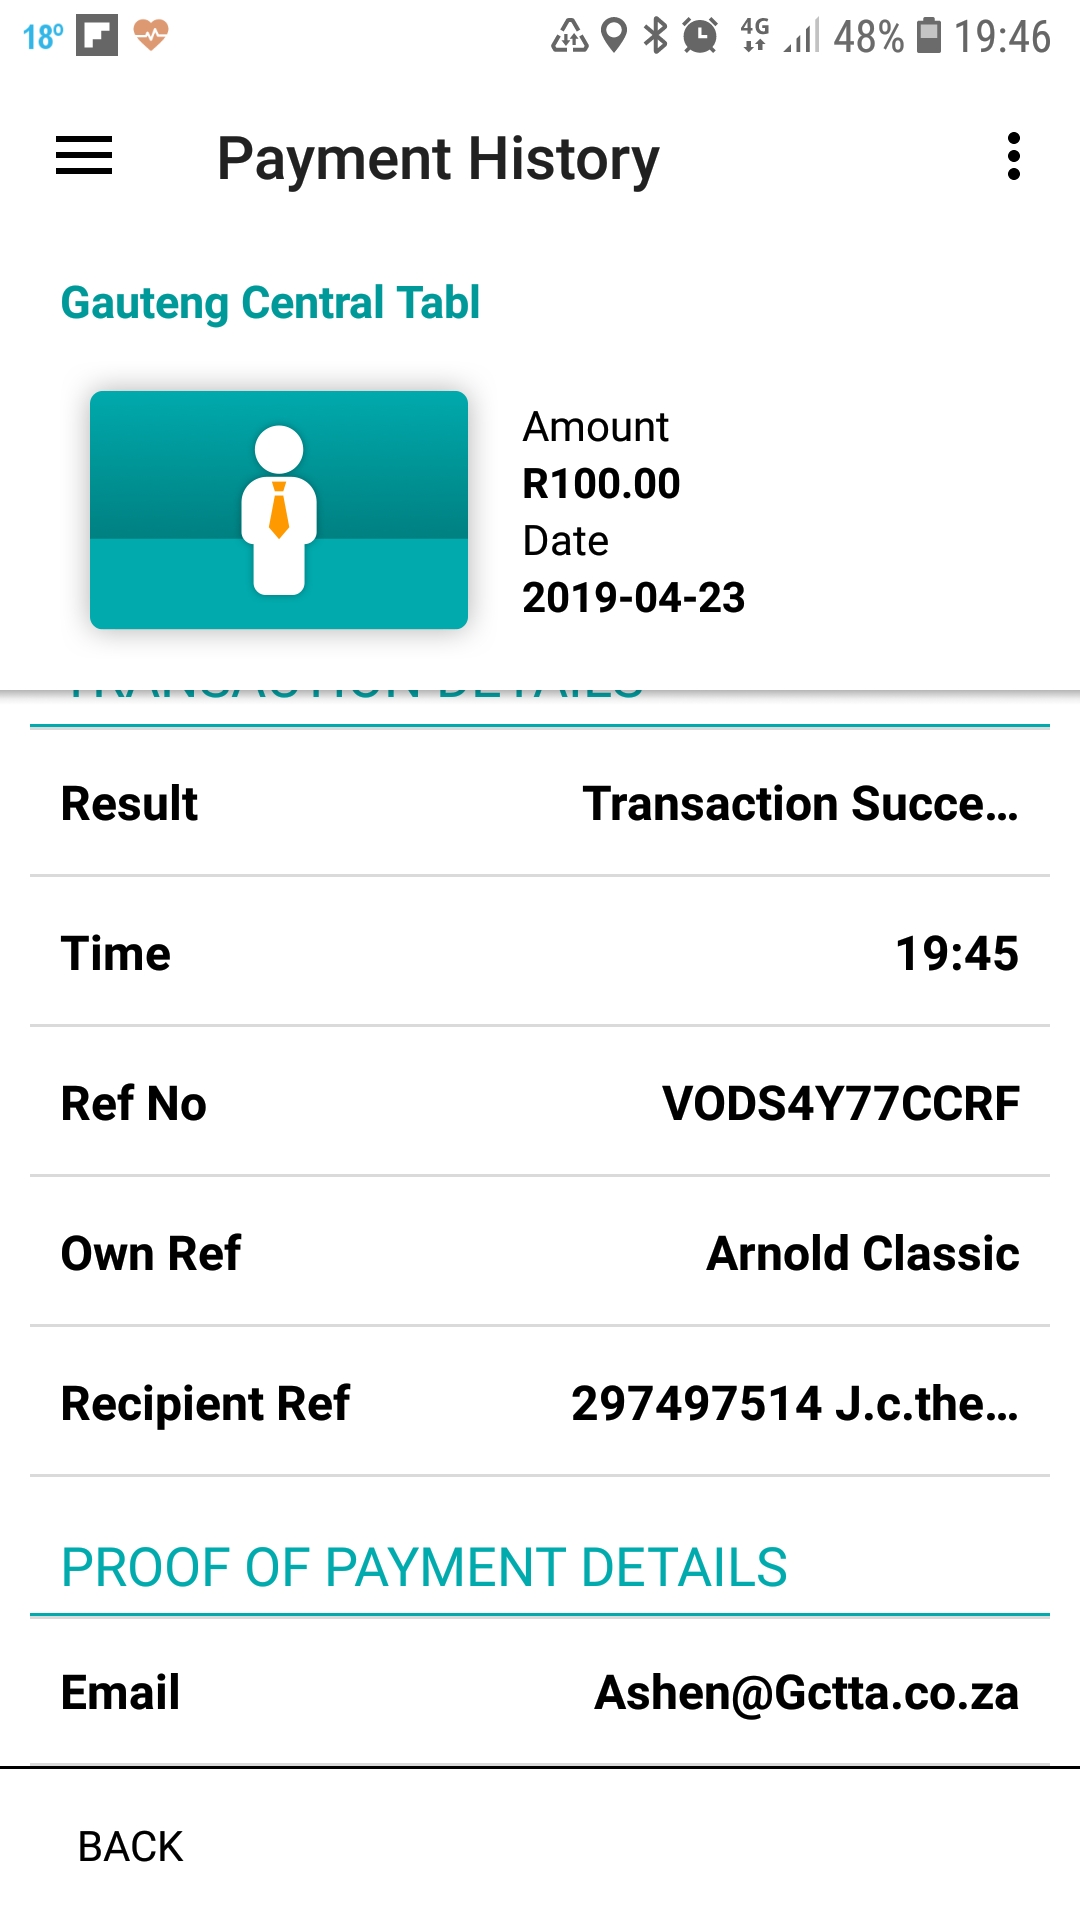 18° 4G 48% 19:46
Payment History
Gauteng Central Tabl
Amount
R100.00
Date
2019-04-23
TRANSACTION DETAILS
Result Transaction Succe...
Time 19:45
Ref No VODS4Y77CCRF
Own Ref Arnold Classic
Recipient Ref 297497514 J.c.the...
PROOF OF PAYMENT DETAILS
Email Ashen@Gctta.co.za
BACK